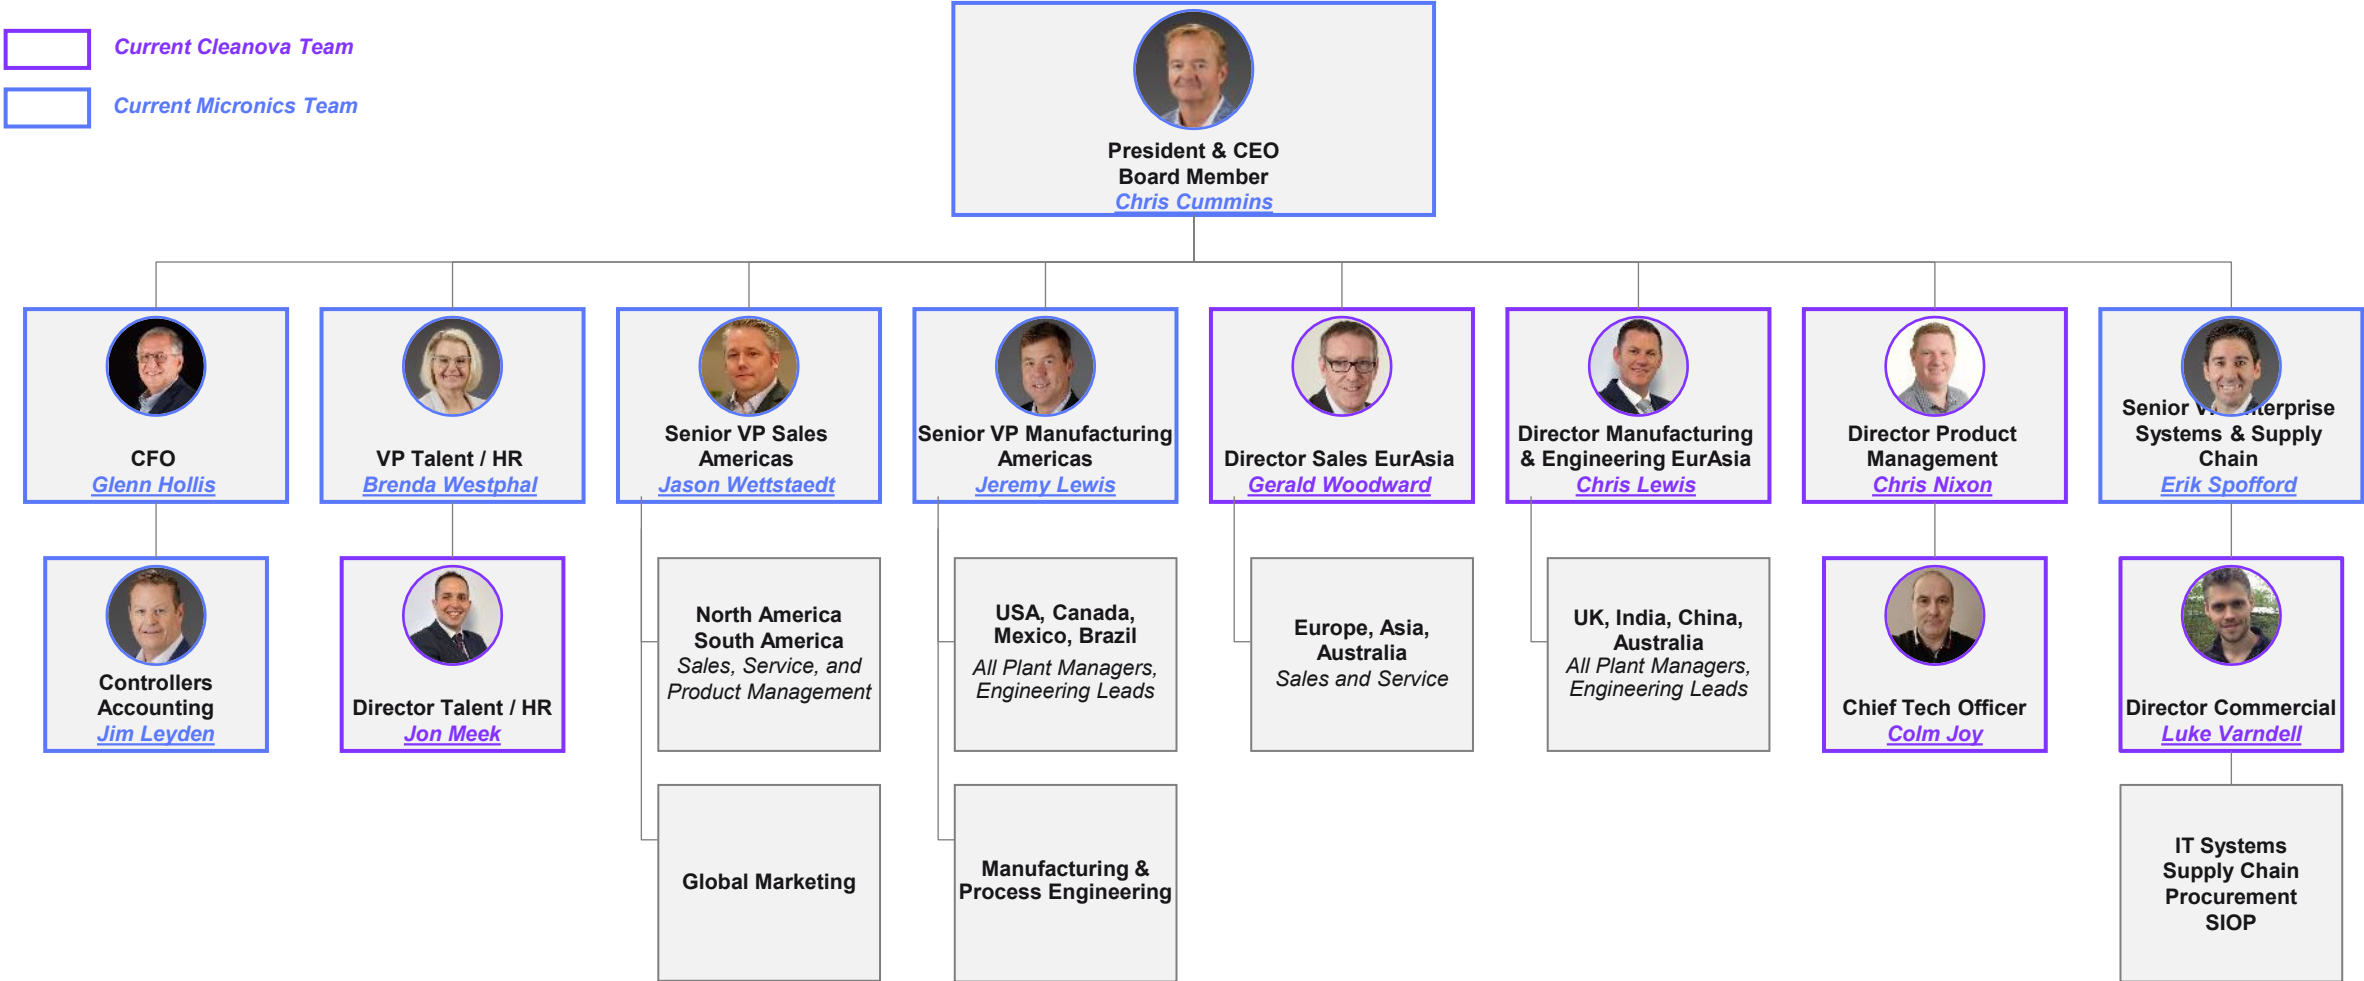 Current Cleanova Team
Current Micronics Team
President & CEO
Board Member
Chris Cummins
CFO
Glenn Hollis
VP Talent / HR
Brenda Westphal
Senior VP Sales
Americas
Jason Wettstaedt
Senior VP Manufacturing
Americas
Jeremy Lewis
Director Sales EurAsia
Gerald Woodward
Director Manufacturing
& Engineering EurAsia
Chris Lewis
Director Product
Management
Chris Nixon
Senior
Systems & Supply
Chain
Erik Spofford
Controllers
Accounting
Jim Leyden
Director Talent / HR
Jon Meek
North America
South America
Sales, Service, and
Product Management
USA, Canada,
Mexico, Brazil
All Plant Managers,
Engineering Leads
Europe, Asia,
Australia
Sales and Service
UK, India, China,
Australia
All Plant Managers,
Engineering Leads
Chief Tech Officer
Colm Joy
Director Commercial
Luke Varndell
Global Marketing
Manufacturing &
Process Engineering
IT Systems
Supply Chain
Procurement
SIOP